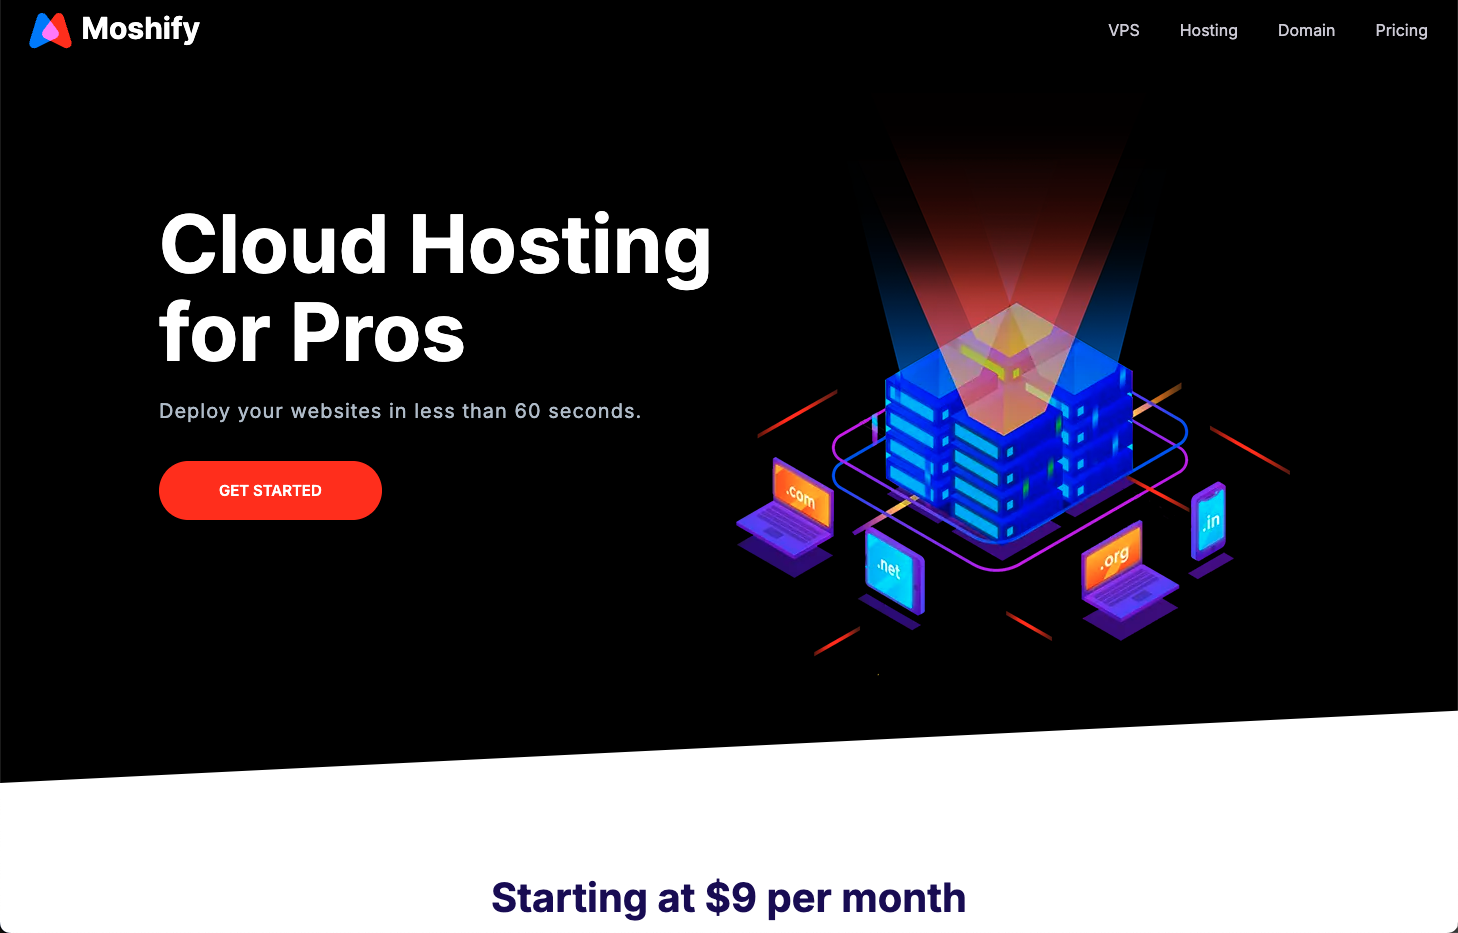 Moshify
VPS Hosting Domain Pricing
Cloud Hosting
for Pros
Deploy your websites in less than 60 seconds.
GET STARTED
.com
.net
.org
.in
Starting at $9 per month